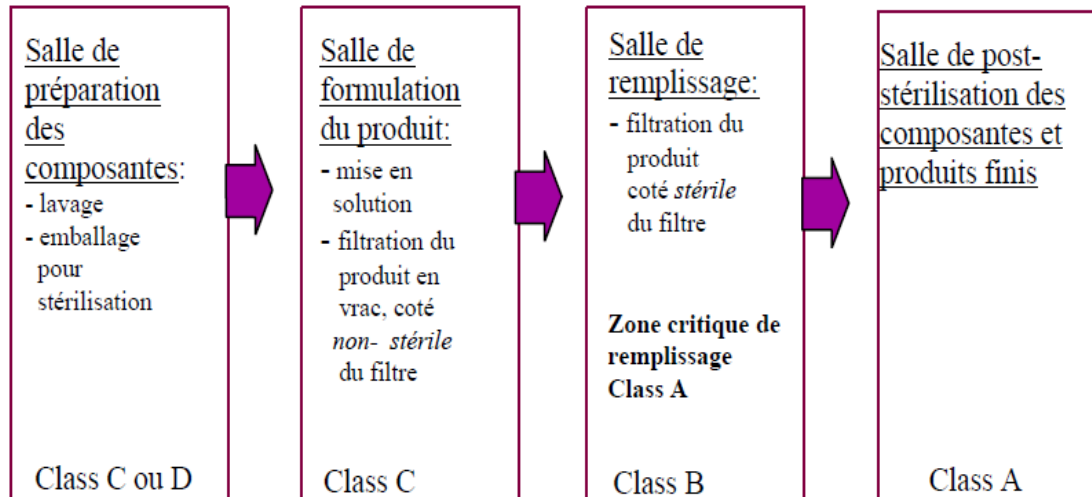 Salle de
préparation
des
composantes:
- lavage
- emballage
pour
stérilisation
Class C ou D
Salle de
formulation
du produit:
- mise en
solution
- filtration du
produit en
vrac, coté
non- stérile
du filtre
Class C
Salle de
remplissage:
- filtration du
produit
coté stérile
du filtre
Zone critique de
remplissage
Class A
Class B
Salle de post-
stérilisation des
composantes et
produits finis
Class A